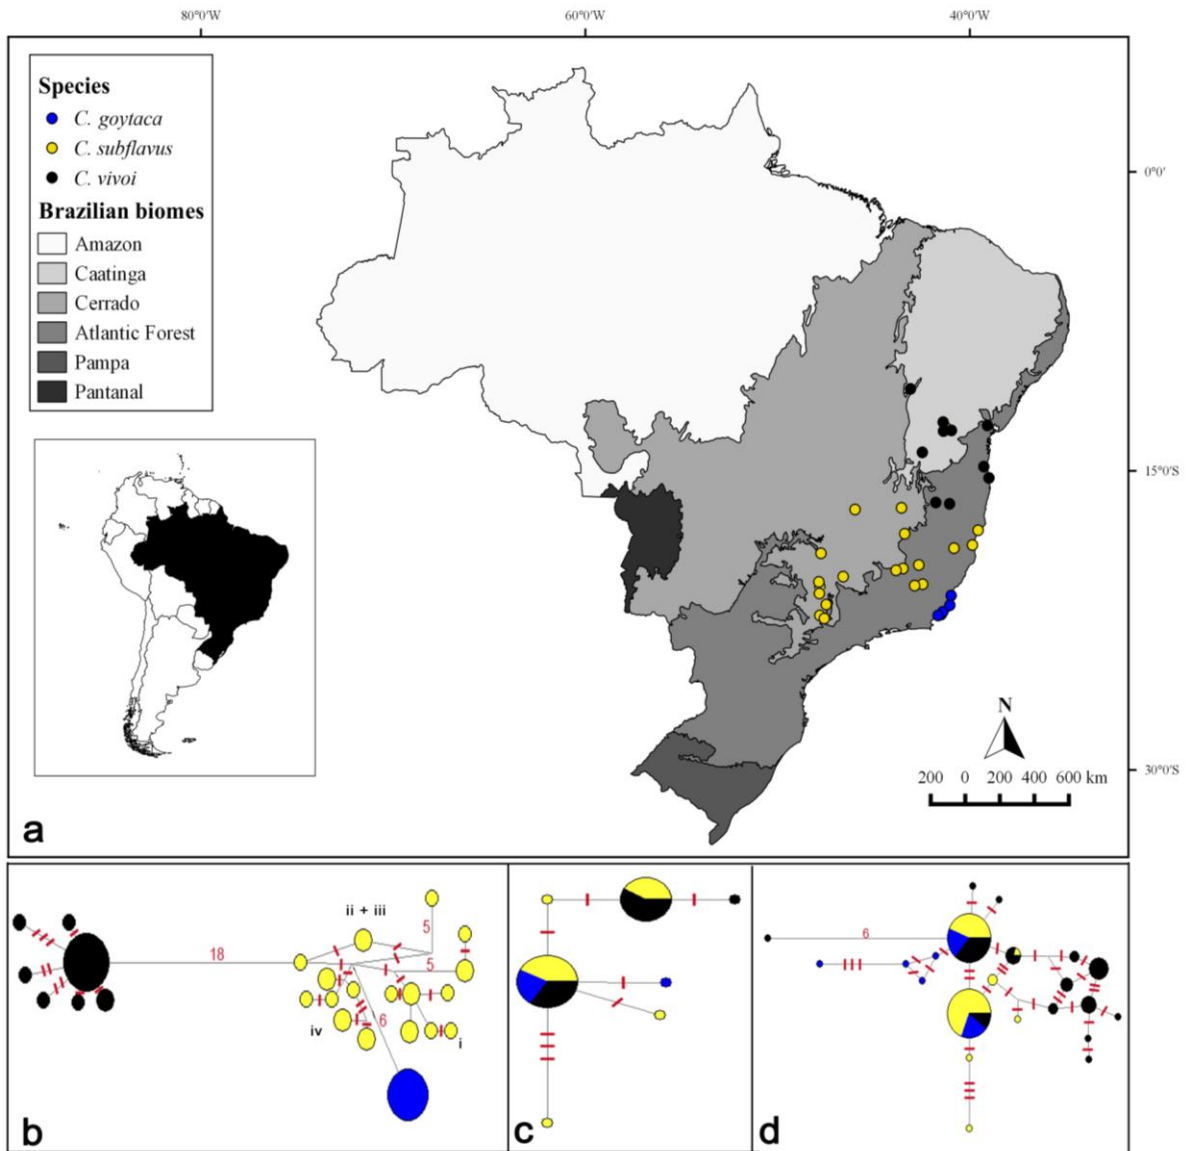 80°0'W 60°0'W 40°0'W
Species
C. goytaca
C. subflavus
C. vivoi
Brazilian biomes
Amazon
Caatinga
Cerrado
Atlantic Forest
Pampa
Pantanal
0°0'
15°0'S
30°0'S
N
200 0 200 400 600 km
a
ii + iii
5
18
5
6
iv
i
b
c
6
d